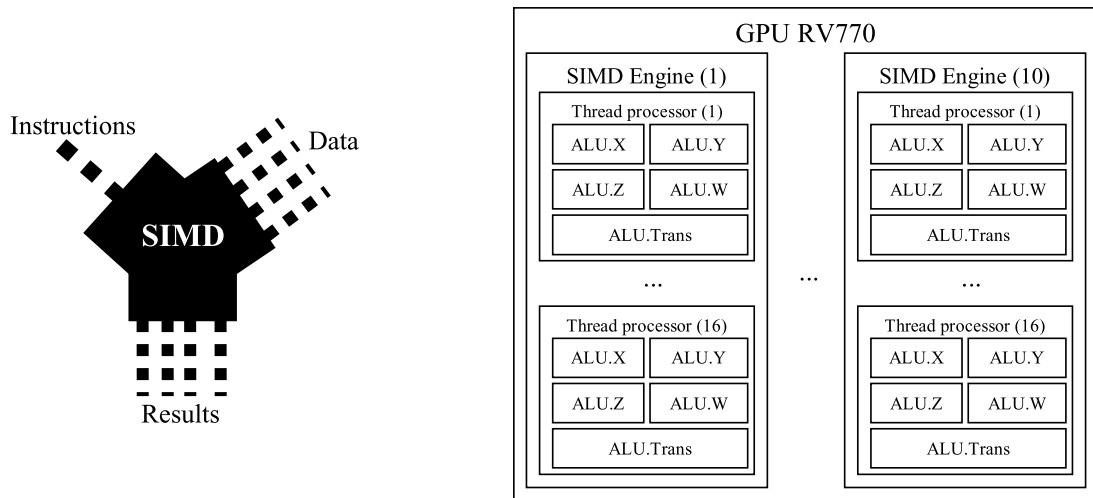 Instructions
Data
SIMD
Results
GPU RV770
SIMD Engine (1)
Thread processor (1)
ALU.X
ALU.Y
ALU.Z
ALU.W
ALU.Trans
...
Thread processor (16)
ALU.X
ALU.Y
ALU.Z
ALU.W
ALU.Trans
...
SIMD Engine (10)
Thread processor (1)
ALU.X
ALU.Y
ALU.Z
ALU.W
ALU.Trans
...
Thread processor (16)
ALU.X
ALU.Y
ALU.Z
ALU.W
ALU.Trans